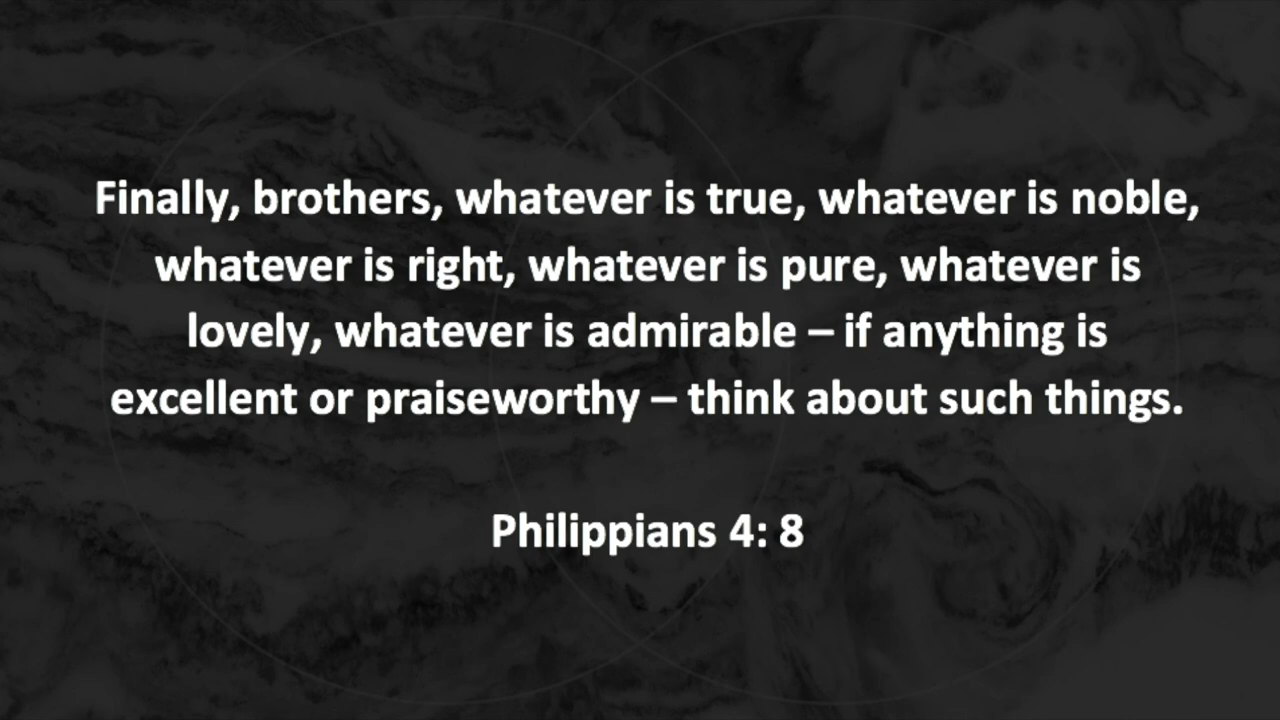 Finally, brothers, whatever is true, whatever is noble,
whatever is right, whatever is pure, whatever is
lovely, whatever is admirable – if anything is
excellent or praiseworthy – think about such things.
Philippians 4: 8